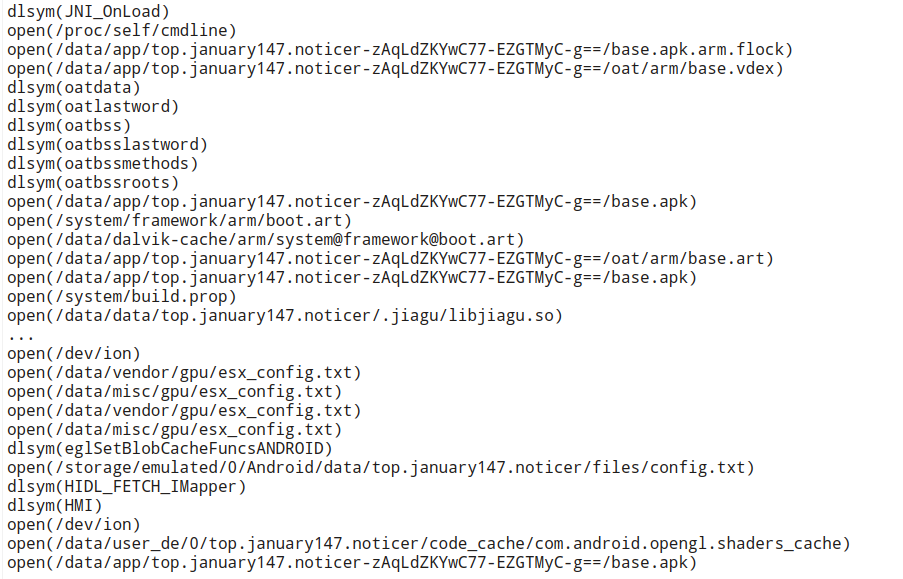 dlsym(JNI_OnLoad)
open(/proc/self/cmdline)
open(/data/app/top.january147.noticer-zAqLdZKYwC77-EZGTMyC-g==/base.apk.arm.flock)
open(/data/app/top.january147.noticer-zAqLdZKYwC77-EZGTMyC-g==/oat/arm/base.vdex)
dlsym(oatdata)
dlsym(oatlastword)
dlsym(oatbss)
dlsym(oatbsslastword)
dlsym(oatbssmethods)
dlsym(oatbssroots)
open(/data/app/top.january147.noticer-zAqLdZKYwC77-EZGTMyC-g==/base.apk)
open(/system/framework/arm/boot.art)
open(/data/dalvik-cache/arm/system@framework@boot.art)
open(/data/app/top.january147.noticer-zAqLdZKYwC77-EZGTMyC-g==/oat/arm/base.art)
open(/data/app/top.january147.noticer-zAqLdZKYwC77-EZGTMyC-g==/base.apk)
open(/system/build.prop)
open(/data/data/top.january147.noticer/.jiagu/libjiagu.so)
...
open(/dev/ion)
open(/data/vendor/gpu/esx_config.txt)
open(/data/misc/gpu/esx_config.txt)
open(/data/vendor/gpu/esx_config.txt)
open(/data/misc/gpu/esx_config.txt)
dlsym(eglSetBlobCacheFuncsANDROID)
open(/storage/emulated/0/Android/data/top.january147.noticer/files/config.txt)
dlsym(HIDL_FETCH_IMapper)
dlsym(HMI)
open(/dev/ion)
open(/data/user_de/0/top.january147.noticer/code_cache/com.android.opengl.shaders_cache)
open(/data/app/top.january147.noticer-zAqLdZKYwC77-EZGTMyC-g==/base.apk)